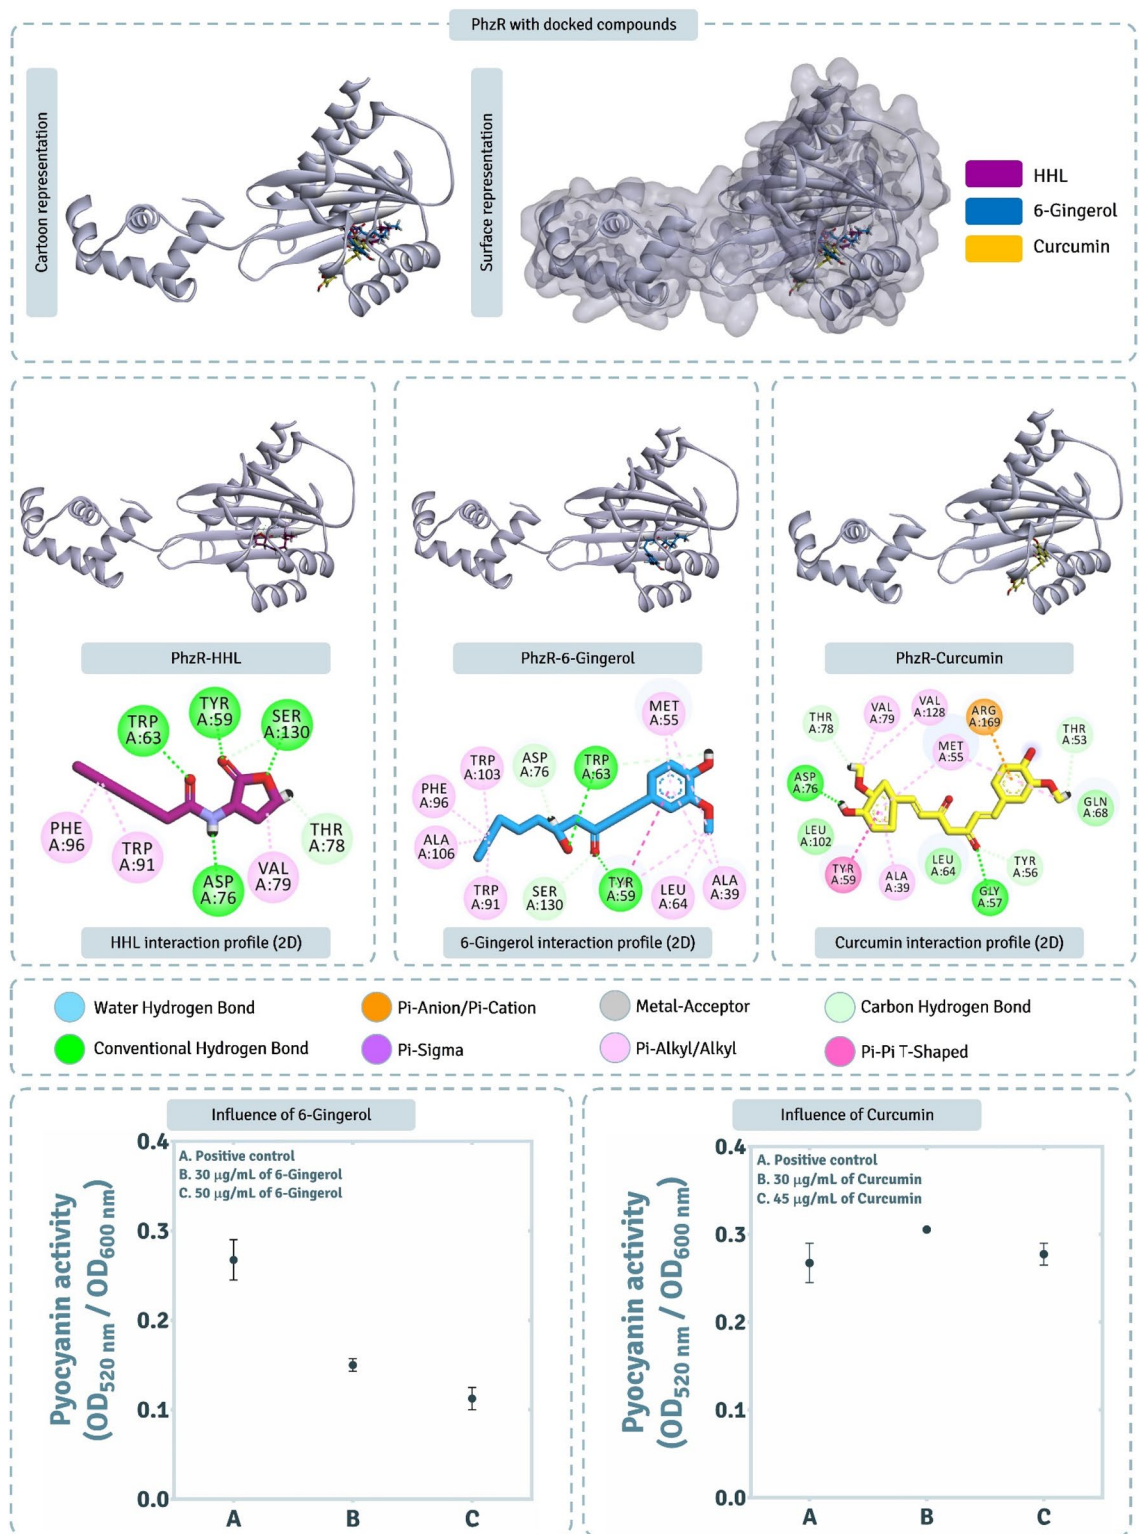 PhzR with docked compounds
Cartoon representation
Surface representation
HHL
6-Gingerol
Curcumin
PhzR-HHL
TRP
A:63
TYR
A:59
SER
A:130
PHE
A:96
TRP
A:91
ASP
A:76
VAL
A:79
THR
A:78
HHL interaction profile (2D)
PhzR-6-Gingerol
MET
A:55
TRP
A:103
ASP
A:76
TRP
A:63
PHE
A:96
ALA
A:106
TRP
A:91
SER
A:130
TYR
A:59
LEU
A:64
ALA
A:39
6-Gingerol interaction profile (2D)
PhzR-Curcumin
THR
A:78
VAL
A:79
VAL
A:128
ARG
A:169
MET
A:55
THR
A:53
ASP
A:76
GLN
A:68
LEU
A:102
TYR
A:59
ALA
A:39
LEU
A:64
GLY
A:57
TYR
A:56
Curcumin interaction profile (2D)
Water Hydrogen Bond
Pi-Anion/Pi-Cation
Metal-Acceptor
Carbon Hydrogen Bond
Conventional Hydrogen Bond
Pi-Sigma
Pi-Alkyl/Alkyl
Pi-Pi T-Shaped
Influence of 6-Gingerol
A. Positive control
B. 30 µg/mL of 6-Gingerol
C. 50 µg/mL of 6-Gingerol
Pyocyanin activity
(OD520 nm / OD600 nm)
0.4
0.3
0.2
0.1
0.0
A B C
Influence of Curcumin
A. Positive control
B. 30 µg/mL of Curcumin
C. 45 µg/mL of Curcumin
Pyocyanin activity
(OD520 nm / OD600 nm)
0.4
0.3
0.2
0.1
0.0
A B C